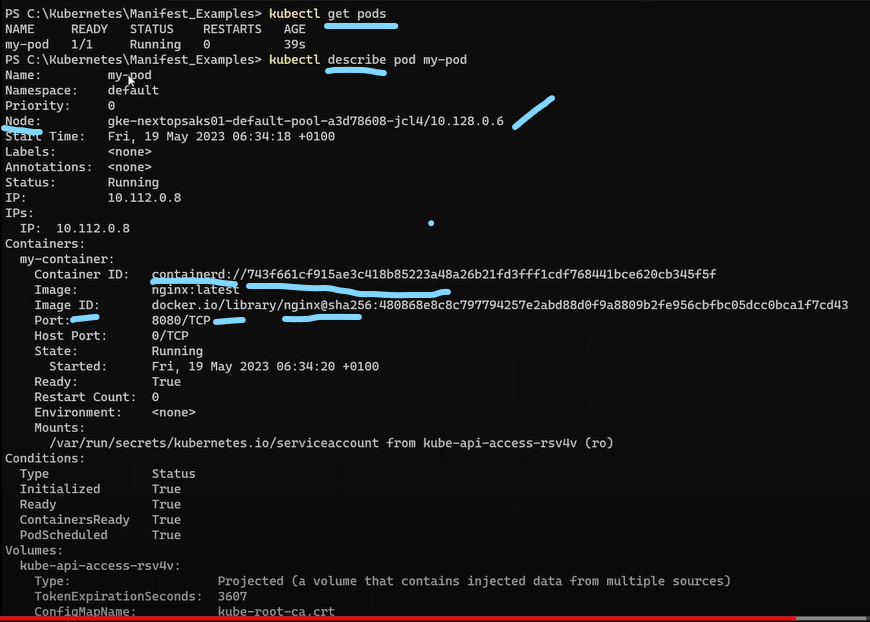 PS C:\Kubernetes\Manifest_Examples> kubectl get pods
NAME READY STATUS RESTARTS AGE
my-pod 1/1 Running 0 39s
PS C:\Kubernetes\Manifest_Examples> kubectl describe pod my-pod
Name: my-pod
Namespace: default
Priority: 0
Node: gke-nextopsaks01-default-pool-a3d78608-jcl4/10.128.0.6
Start Time: Fri, 19 May 2023 06:34:18 +0100
Labels: <none>
Annotations: <none>
Status: Running
IP: 10.112.0.8
IPs:
IP: 10.112.0.8
Containers:
my-container:
Container ID: containerd://743f661cf915ae3c418b85223a48a26b21fd3fff1cdf768441bce620cb345f5f
Image: nginx:latest
Image ID: docker.io/library/nginx@sha256:480868e8c8c797794257e2abd88d0f9a8809b2fe956cbfbc05dcc0bca1f7cd43
Port: 8080/TCP
Host Port: 0/TCP
State: Running
Started: Fri, 19 May 2023 06:34:20 +0100
Ready: True
Restart Count: 0
Environment: <none>
Mounts:
/var/run/secrets/kubernetes.io/serviceaccount from kube-api-access-rsv4v (ro)
Conditions:
Type Status
Initialized True
Ready True
ContainersReady True
PodScheduled True
Volumes:
kube-api-access-rsv4v:
Type: Projected (a volume that contains injected data from multiple sources)
TokenExpirationSeconds: 3607
ConfigMapName: kube-root-ca.crt